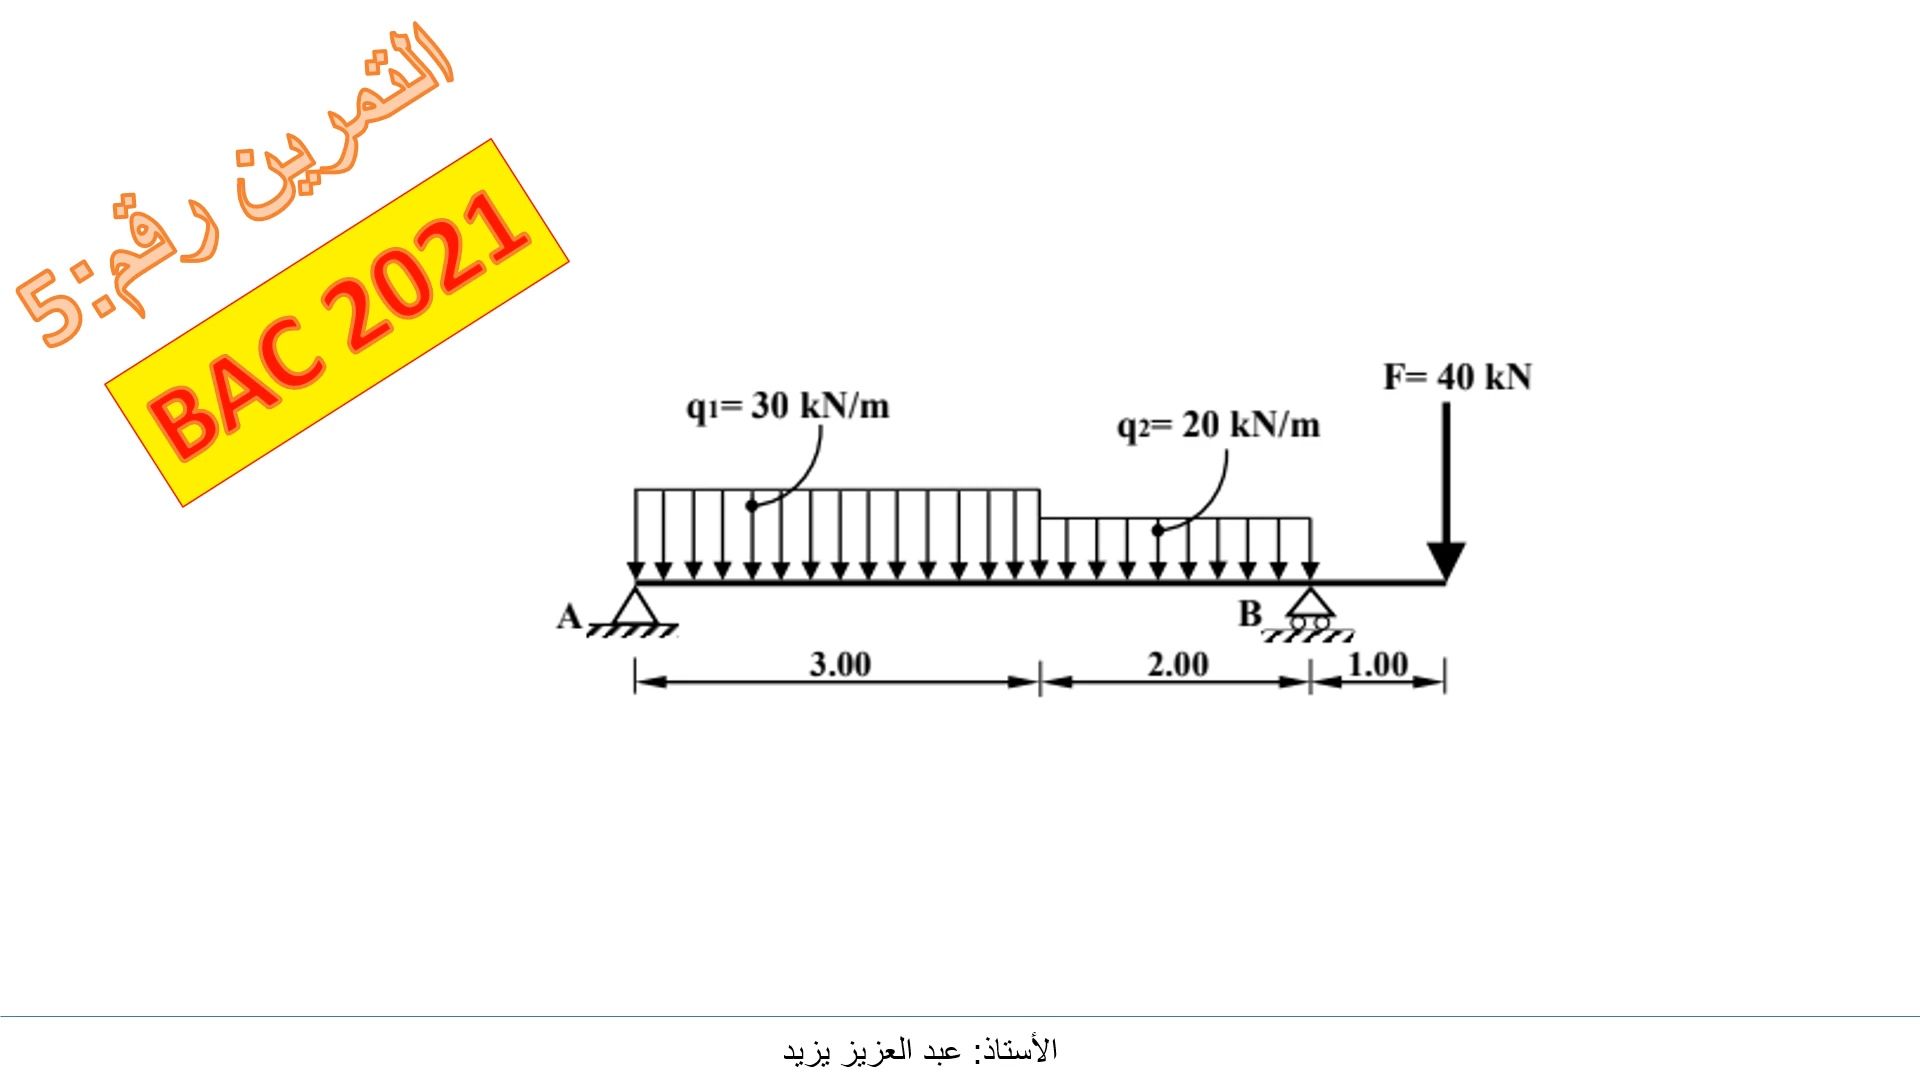 التمرين رقم:5
BAC 2021
F= 40 kN
q1= 30 kN/m
q2= 20 kN/m
A
B
3.00
2.00
1.00
الأستاذ: عبد العزيز يزيد